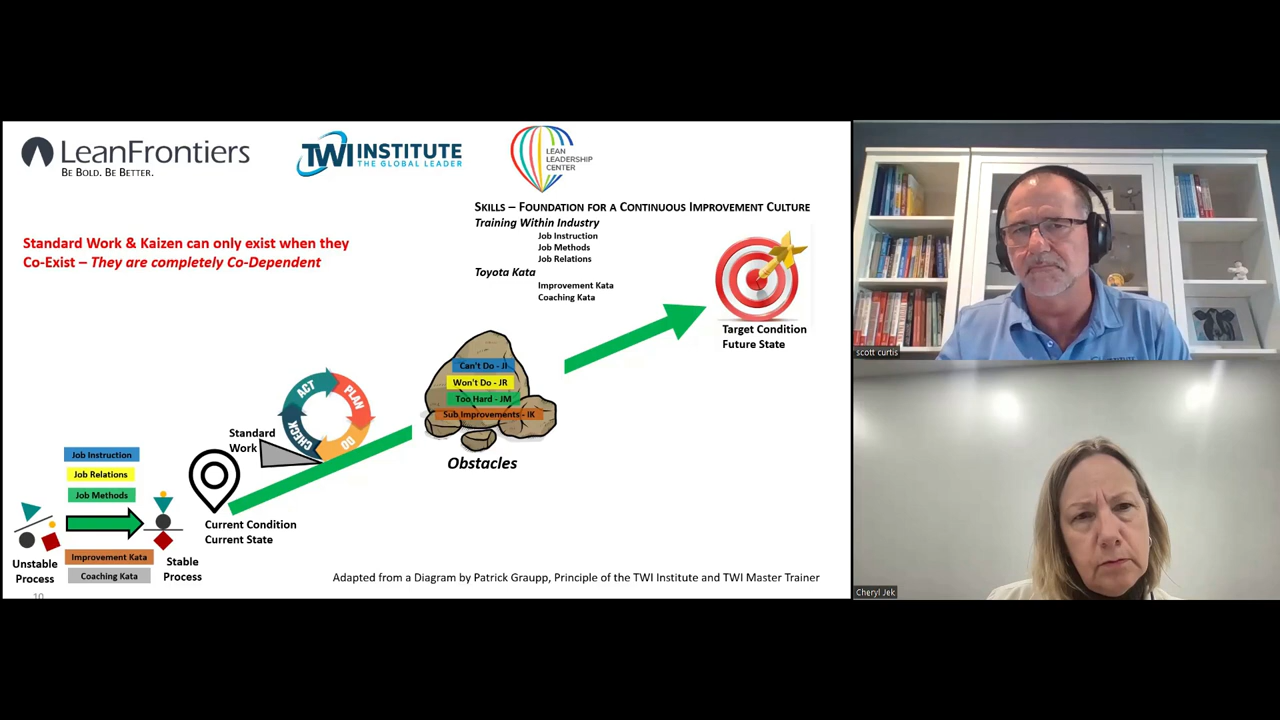 LeanFrontiers
BE BOLD. BE BETTER.
TWI INSTITUTE
THE GLOBAL LEADER
LEAN
LEADERSHIP
CENTER
SKILLS – FOUNDATION FOR A CONTINUOUS IMPROVEMENT CULTURE
Training Within Industry
Job Instruction
Job Methods
Job Relations
Toyota Kata
Improvement Kata
Coaching Kata
Standard Work & Kaizen can only exist when they
Co-Exist – They are completely Co-Dependent
Target Condition
Future State
Can't Do - JI
Won't Do - JR
Too Hard - JM
Sub Improvements - IK
Obstacles
ACT
PLAN
CHECK
DO
Standard
Work
Job Instruction
Job Relations
Job Methods
Current Condition
Current State
Unstable
Process
Improvement Kata
Coaching Kata
Stable
Process
Adapted from a Diagram by Patrick Graupp, Principle of the TWI Institute and TWI Master Trainer
10
scott curtis
Cheryl Jek